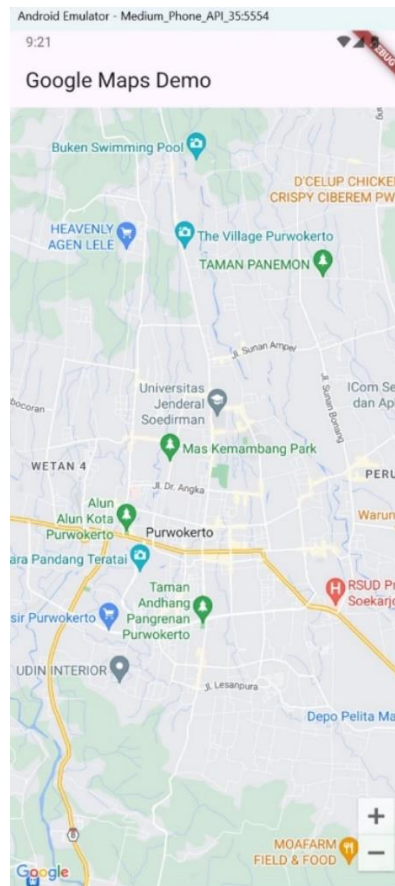 Android Emulator - Medium_Phone_API_35:5554
9:21
DEBUG
Google Maps Demo
Buken Swimming Pool
D'CELUP CHICKE
CRISPY CIBEREM PW
HEAVENLY
AGEN LELE
The Village Purwokerto
TAMAN PANEMON
Jl. Sunan Ampel
Universitas
Jenderal
Soedirman
ICom Se
dan Ap
Jl. Sunan Bonang
bocoran
Mas Kemambang Park
WETAN 4
PERU
Jl. Dr. Angka
Alun
Alun Kota
Purwokerto
Purwokerto
Warun
ara Pandang Teratai
Taman
Andhang
Pangrenan
Purwokerto
RSUD Pr
Soekarjo
sir Purwokerto
UDIN INTERIOR
Jl. Lesanpura
Depo Pelita Ma
+
−
MOAFARM
FIELD & FOOD
Google